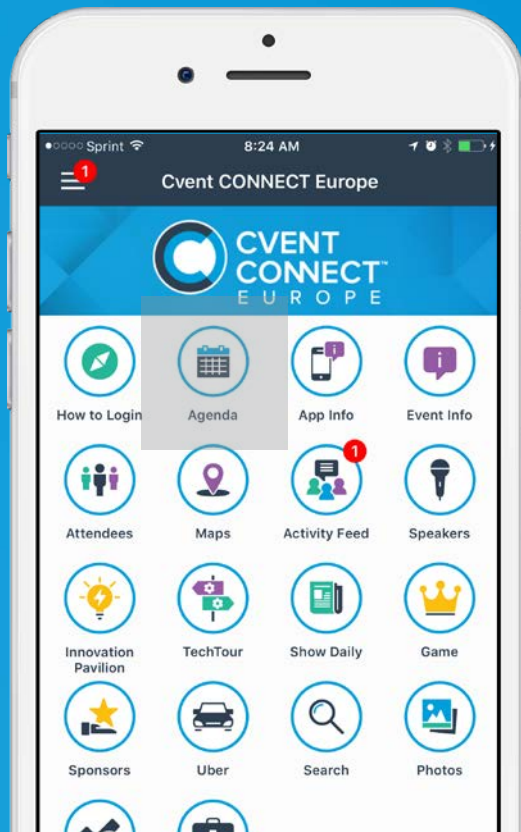 Sprint 8:24 AM
1
Cvent CONNECT Europe
CVENT
CONNECT™
EUROPE
How to Login Agenda App Info Event Info
1
Attendees Maps Activity Feed Speakers
Innovation Pavilion TechTour Show Daily Game
Sponsors Uber Search Photos